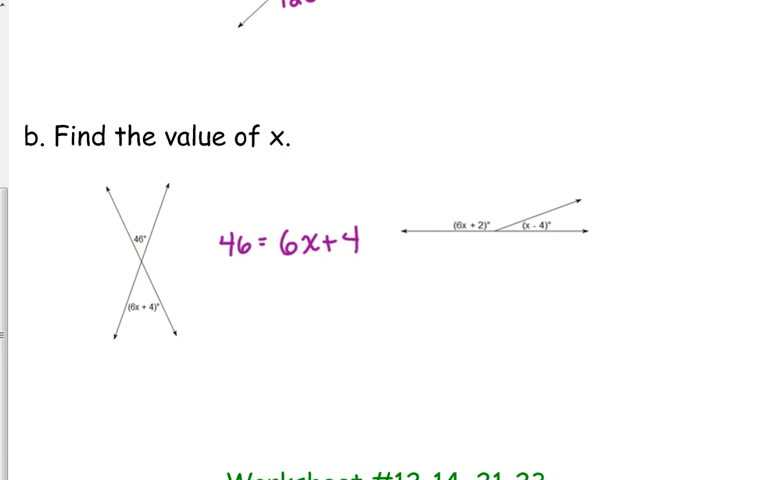 b. Find the value of x.
46°
(6x + 4)°
46 = 6x+4
(6x + 2)°
(x - 4)°